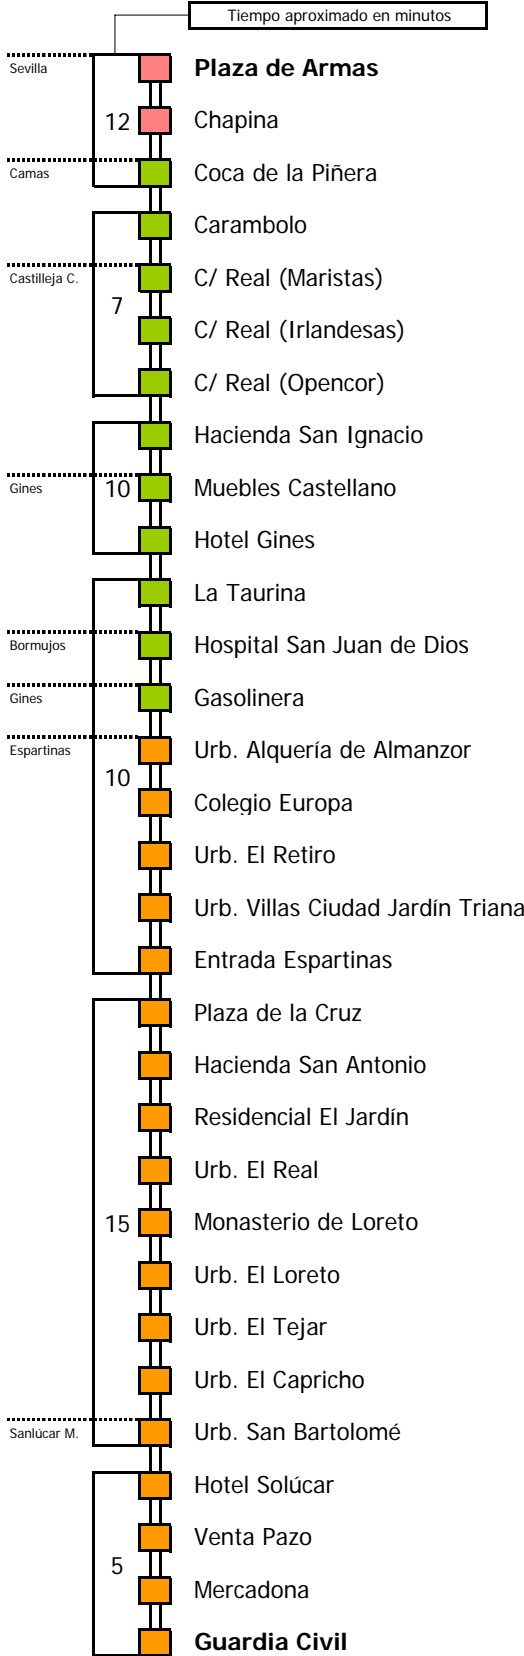 Tiempo aproximado en minutos
Sevilla
Plaza de Armas
12
Chapina
Camas
Coca de la Piñera
Carambolo
Castilleja C.
C/ Real (Maristas)
7
C/ Real (Irlandesas)
C/ Real (Opencor)
Hacienda San Ignacio
Gines
10
Muebles Castellano
Hotel Gines
La Taurina
Bormujos
Hospital San Juan de Dios
Gines
Gasolinera
Espartinas
Urb. Alquería de Almanzor
10
Colegio Europa
Urb. El Retiro
Urb. Villas Ciudad Jardín Triana
Entrada Espartinas
Plaza de la Cruz
Hacienda San Antonio
Residencial El Jardín
Urb. El Real
15
Monasterio de Loreto
Urb. El Loreto
Urb. El Tejar
Urb. El Capricho
Sanlúcar M.
Urb. San Bartolomé
Hotel Solúcar
Venta Pazo
5
Mercadona
Guardia Civil